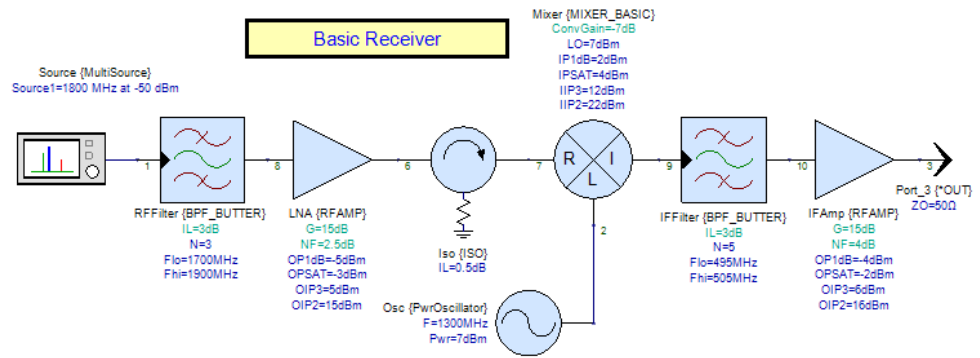 Basic Receiver
Source {MultiSource}
Source1=1800 MHz at -50 dBm
Mixer {MIXER_BASIC}
ConvGain=-7dB
LO=7dBm
IP1dB=2dBm
IPSAT=4dBm
IIP3=12dBm
IIP2=22dBm
1
8
6
7
R
I
L
9
10
3
2
RFFilter {BPF_BUTTER}
IL=3dB
N=3
Flo=1700MHz
Fhi=1900MHz
LNA {RFAMP}
G=15dB
NF=2.5dB
OP1dB=-5dBm
OPSAT=-3dBm
OIP3=5dBm
OIP2=15dBm
Iso {ISO}
IL=0.5dB
Osc {PwrOscillator}
F=1300MHz
Pwr=7dBm
IFFilter {BPF_BUTTER}
IL=3dB
N=5
Flo=495MHz
Fhi=505MHz
IFAmp {RFAMP}
G=15dB
NF=4dB
OP1dB=-4dBm
OPSAT=-2dBm
OIP3=6dBm
OIP2=16dBm
Port_3 {*OUT}
ZO=50Ω